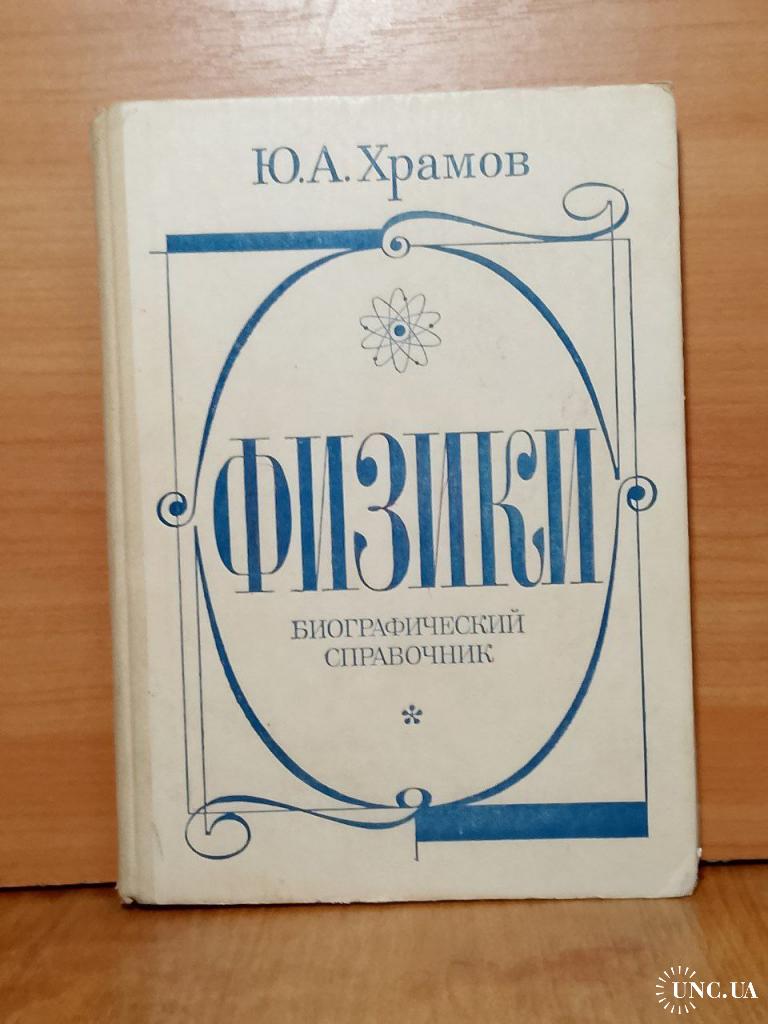 Ю.А.Храмов
ФИЗИКИ
БИОГРАФИЧЕСКИЙ
СПРАВОЧНИК
*
UNC.UA